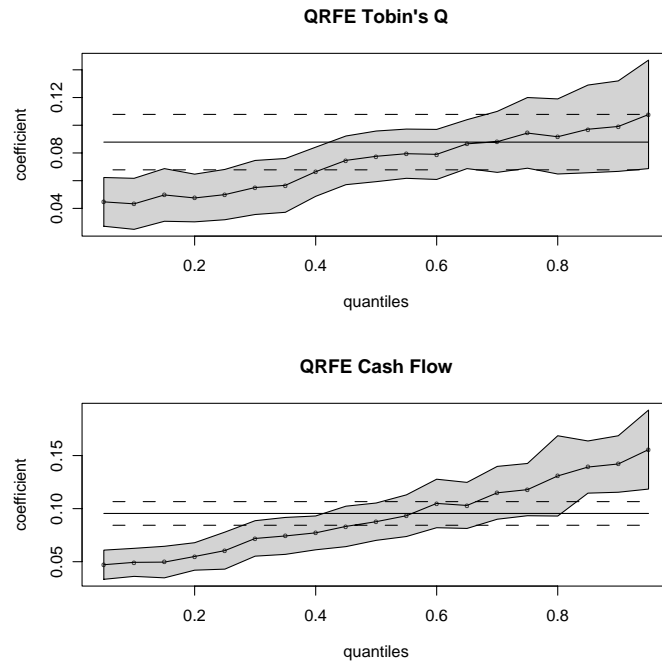 QRFE Tobin's Q
coefficient
0.04 0.08 0.12
0.2 0.4 0.6 0.8
quantiles
QRFE Cash Flow
coefficient
0.05 0.10 0.15
0.2 0.4 0.6 0.8
quantiles